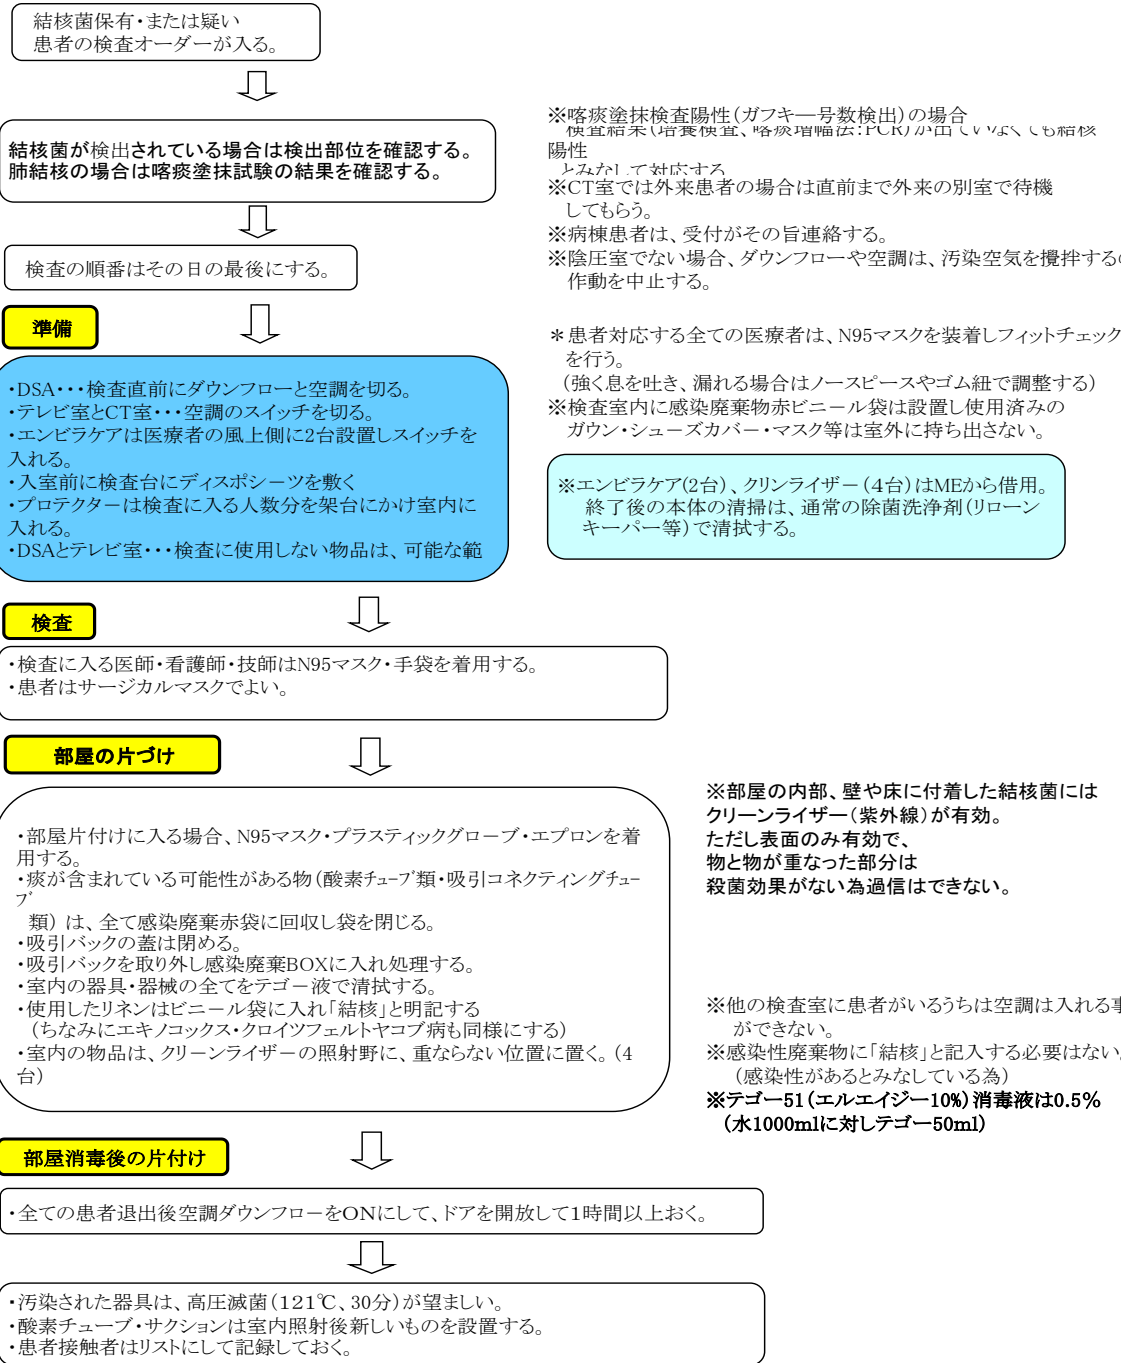 結核菌保有・または疑い
患者の検査オーダーが入る。
結核菌が検出されている場合は検出部位を確認する。
肺結核の場合は喀痰塗抹試験の結果を確認する。
検査の順番はその日の最後にする。
※喀痰塗抹検査陽性(ガフキー号数検出)の場合
検査結果(培養検査、喀痰増幅法:PCR)が出ていなくても結核
陽性
とみなして対応する
※CT室では外来患者の場合は直前まで外来の別室で待機
してもらう。
※病棟患者は、受付がその旨連絡する。
※陰圧室でない場合、ダウンフローや空調は、汚染空気を攪拌するの
作動を中止する。
準備
・DSA・・・検査直前にダウンフローと空調を切る。
・テレビ室とCT室・・・空調のスイッチを切る。
・エンビラケアは医療者の風上側に2台設置しスイッチを
入れる。
・入室前に検査台にディスポシーツを敷く
・プロテクターは検査に入る人数分を架台にかけ室内に
入れる。
・DSAとテレビ室・・・検査に使用しない物品は、可能な範
＊患者対応する全ての医療者は、N95マスクを装着しフィットチェック
を行う。
(強く息を吐き、漏れる場合はノースピースやゴム紐で調整する)
※検査室内に感染廃棄物赤ビニール袋は設置し使用済みの
ガウン・シューズカバー・マスク等は室外に持ち出さない。
※エンビラケア(2台)、クリンライザー(4台)はMEから借用。
終了後の本体の清掃は、通常の除菌洗浄剤(リローン
キーパー等)で清拭する。
検査
・検査に入る医師・看護師・技師はN95マスク・手袋を着用する。
・患者はサージカルマスクでよい。
部屋の片づけ
・部屋片付けに入る場合、N95マスク・プラスティックグローブ・エプロンを着
用する。
・痰が含まれている可能性がある物(酸素チューブ類・吸引コネクティングチュー
ブ
類) は、全て感染廃棄赤袋に回収し袋を閉じる。
・吸引バックの蓋は閉める。
・吸引バックを取り外し感染廃棄BOXに入れ処理する。
・室内の器具・器械の全てをテゴー液で清拭する。
・使用したリネンはビニール袋に入れ「結核」と明記する
(ちなみにエキノコックス・クロイツフェルトヤコブ病も同様にする)
・室内の物品は、クリーンライザーの照射野に、重ならない位置に置く。(4
台)
※部屋の内部、壁や床に付着した結核菌には
クリーンライザー(紫外線)が有効。
ただし表面のみ有効で、
物と物が重なった部分は
殺菌効果がない為過信はできない。
※他の検査室に患者がいるうちは空調は入れる事
ができない。
※感染性廃棄物に「結核」と記入する必要はない。
(感染性があるとみなしている為)
※テゴー51(エルエイジー10%)消毒液は0.5%
(水1000mlに対しテゴー50ml)
部屋消毒後の片付け
・全ての患者退出後空調ダウンフローをONにして、ドアを開放して1時間以上おく。
・汚染された器具は、高圧滅菌(121℃、30分)が望ましい。
・酸素チューブ・サクションは室内照射後新しいものを設置する。
・患者接触者はリストにして記録しておく。